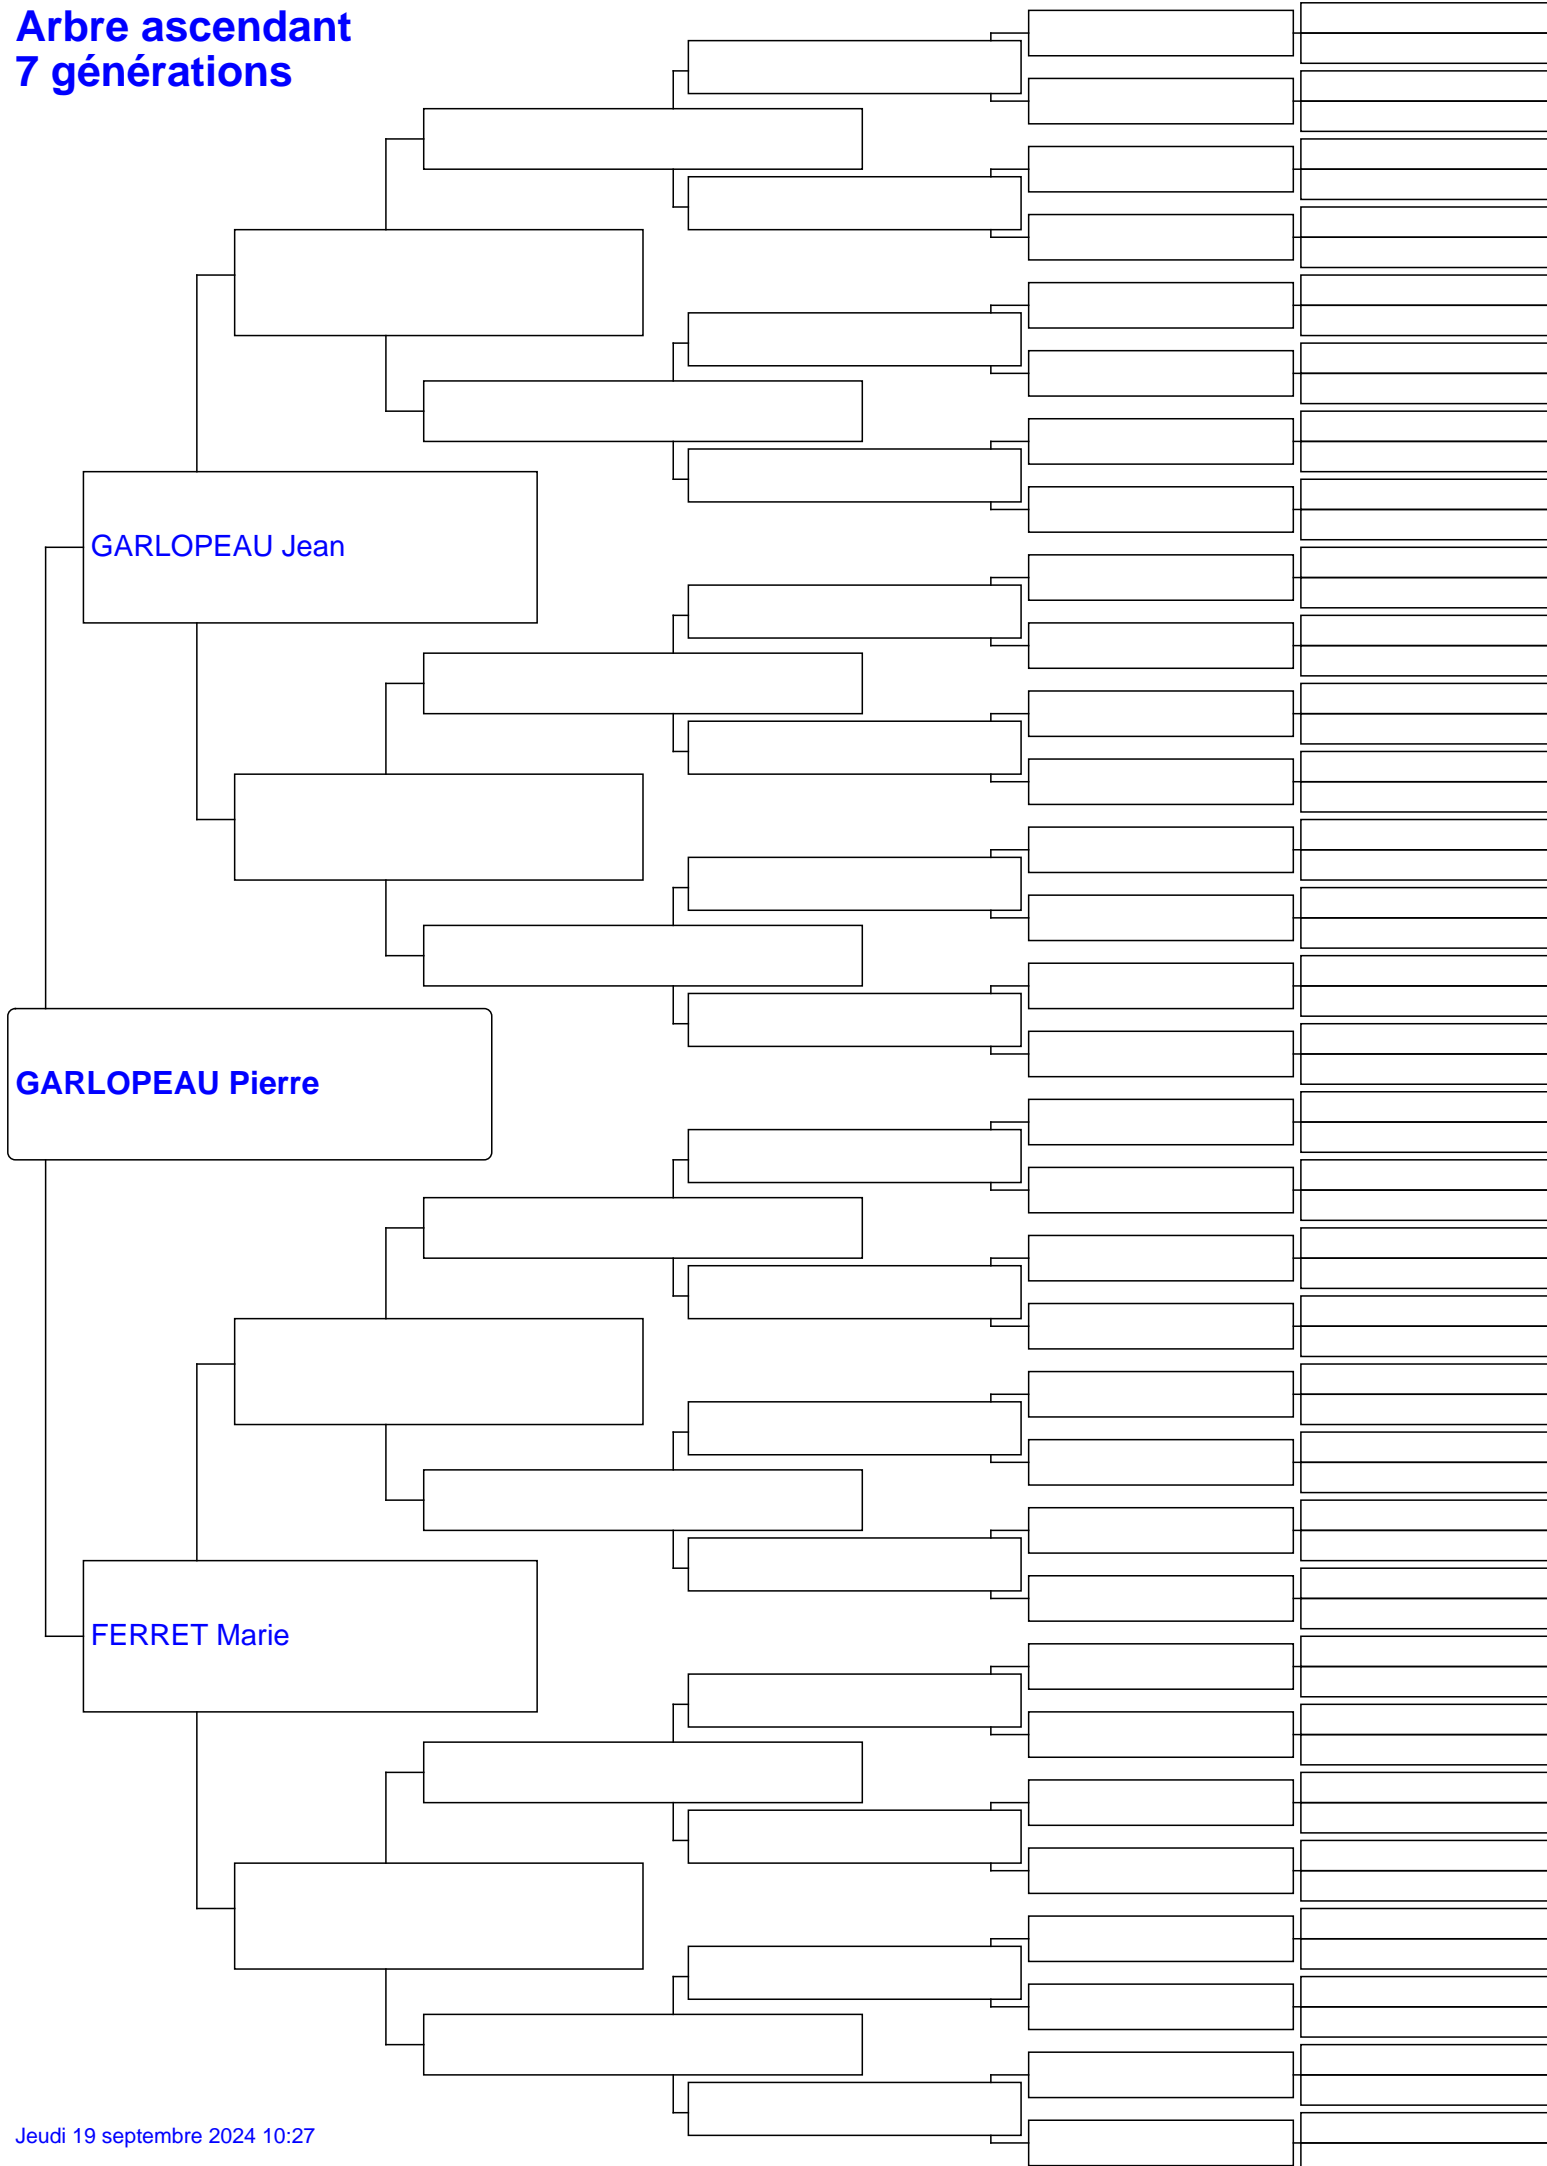 Arbre ascendant
7 générations
GARLOPEAU Jean
GARLOPEAU Pierre
FERRET Marie
Jeudi 19 septembre 2024 10:27